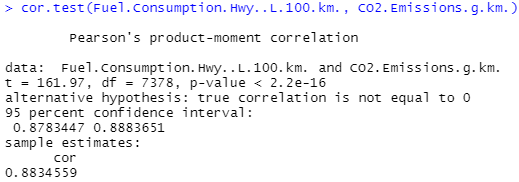 > cor.test(Fuel.Consumption.Hwy..L.100.km., CO2.Emissions.g.km.)
Pearson's product-moment correlation
data:  Fuel.Consumption.Hwy..L.100.km. and CO2.Emissions.g.km.
t = 161.97, df = 7378, p-value < 2.2e-16
alternative hypothesis: true correlation is not equal to 0
95 percent confidence interval:
 0.8783447 0.8883651
sample estimates:
      cor
0.8834559